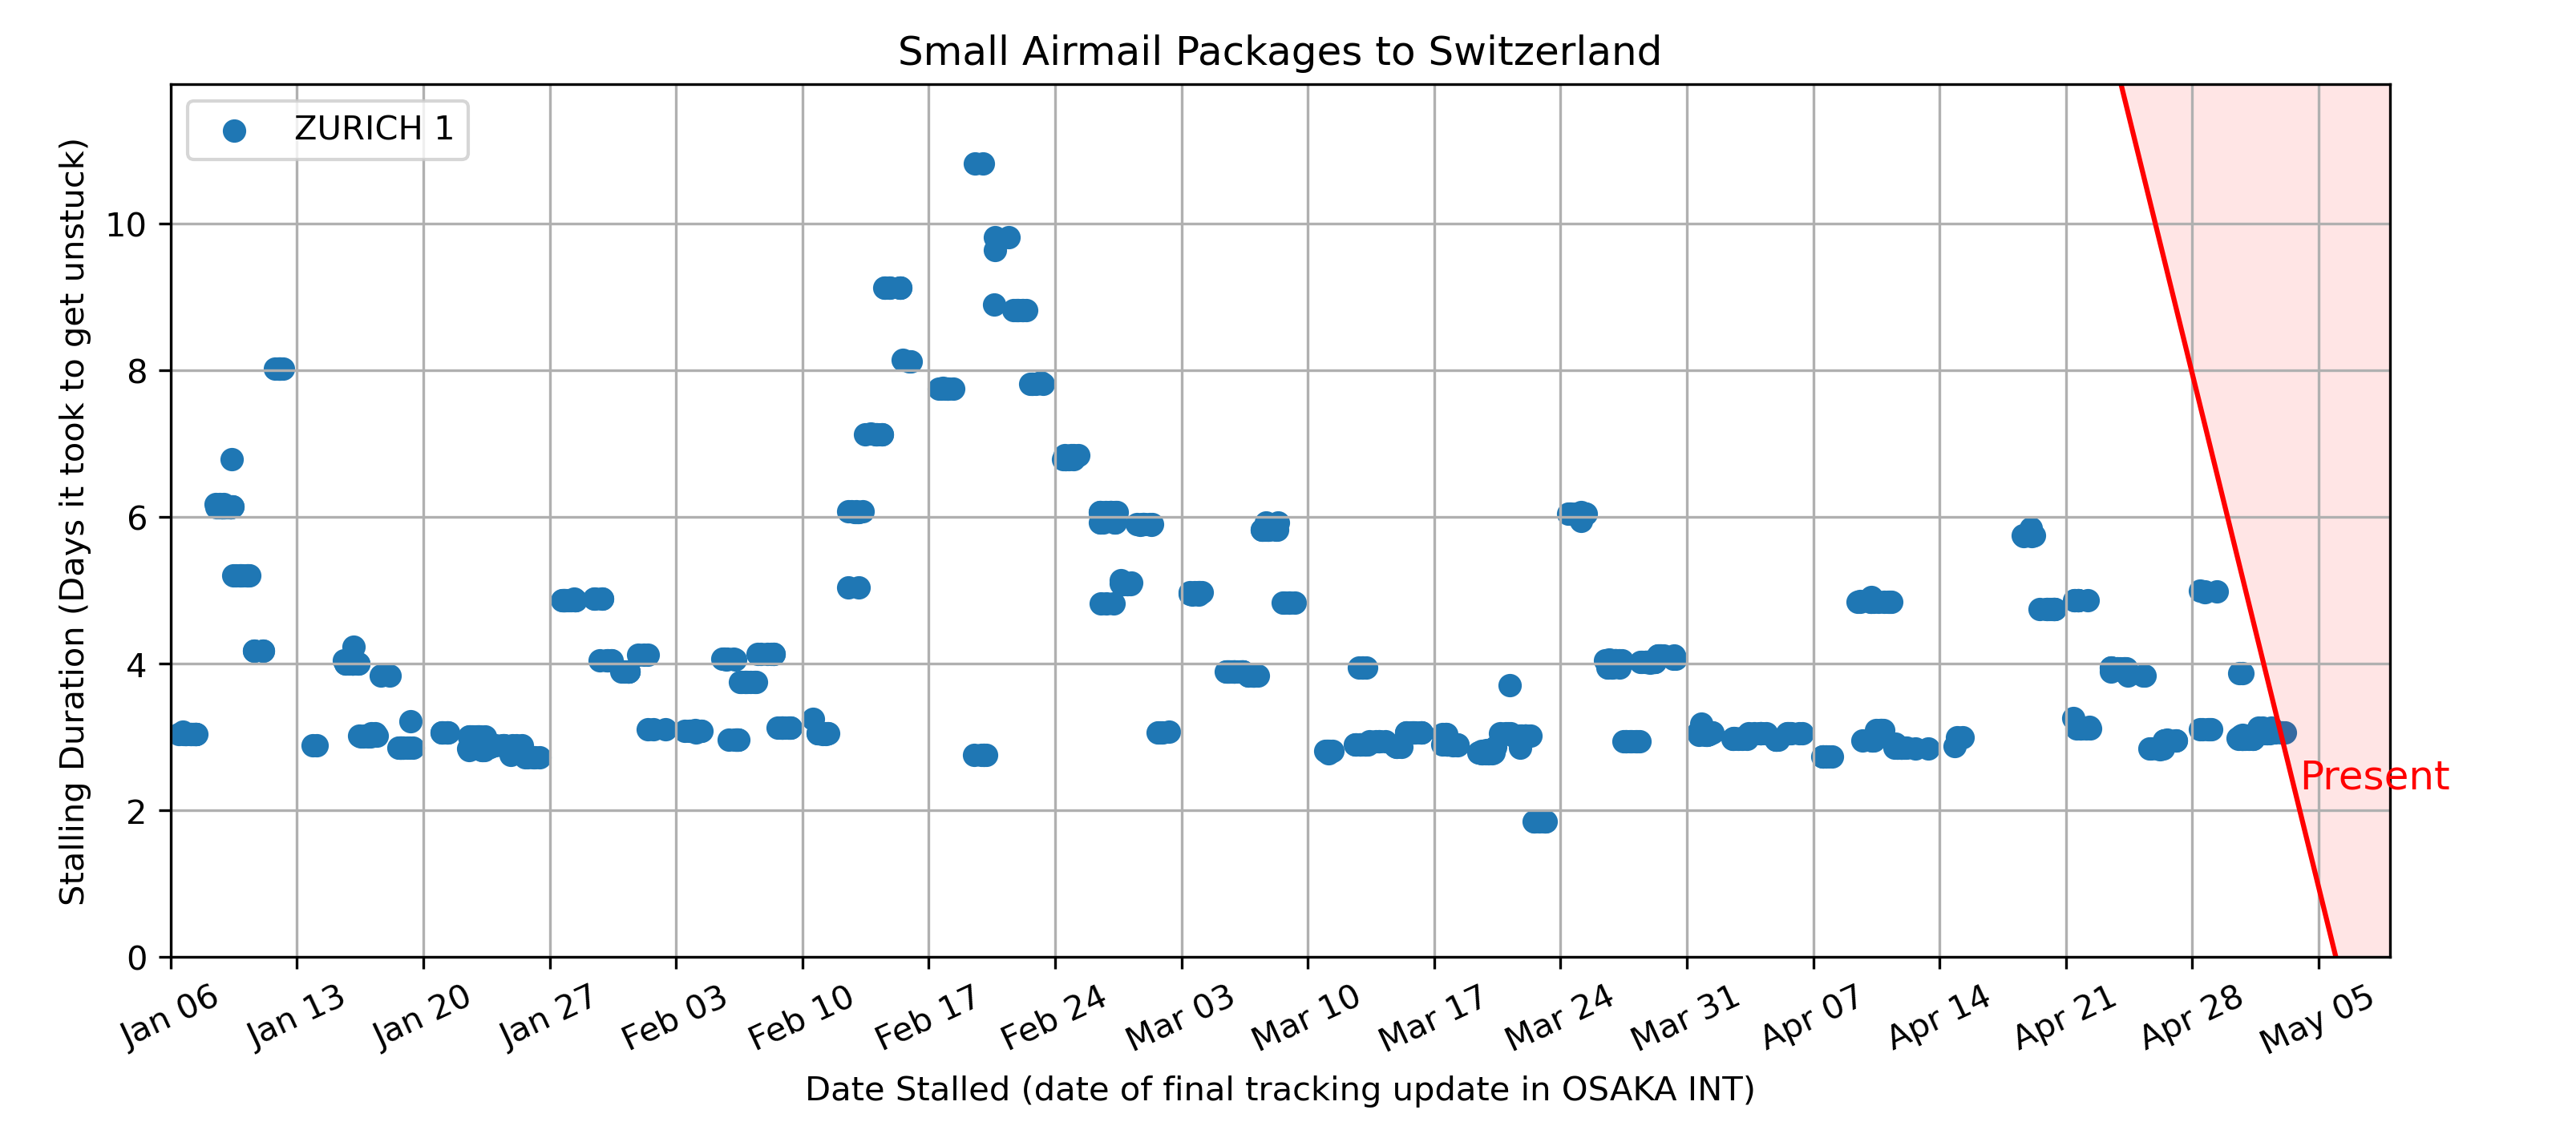 Small Airmail Packages to Switzerland
ZURICH 1
Stalling Duration (Days it took to get unstuck)
10
8
6
4
2
0
Present
Jan 06
Jan 13
Jan 20
Jan 27
Feb 03
Feb 10
Feb 17
Feb 24
Mar 03
Mar 10
Mar 17
Mar 24
Mar 31
Apr 07
Apr 14
Apr 21
Apr 28
May 05
Date Stalled (date of final tracking update in OSAKA INT)